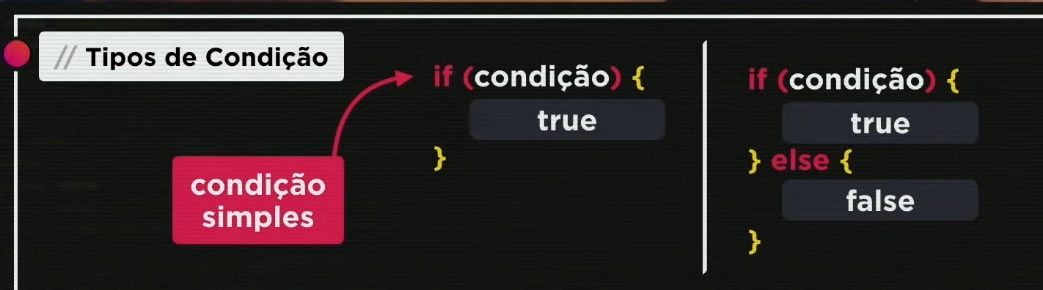 // Tipos de Condição
condição
simples
if (condição) {
true
}
if (condição) {
true
} else {
false
}